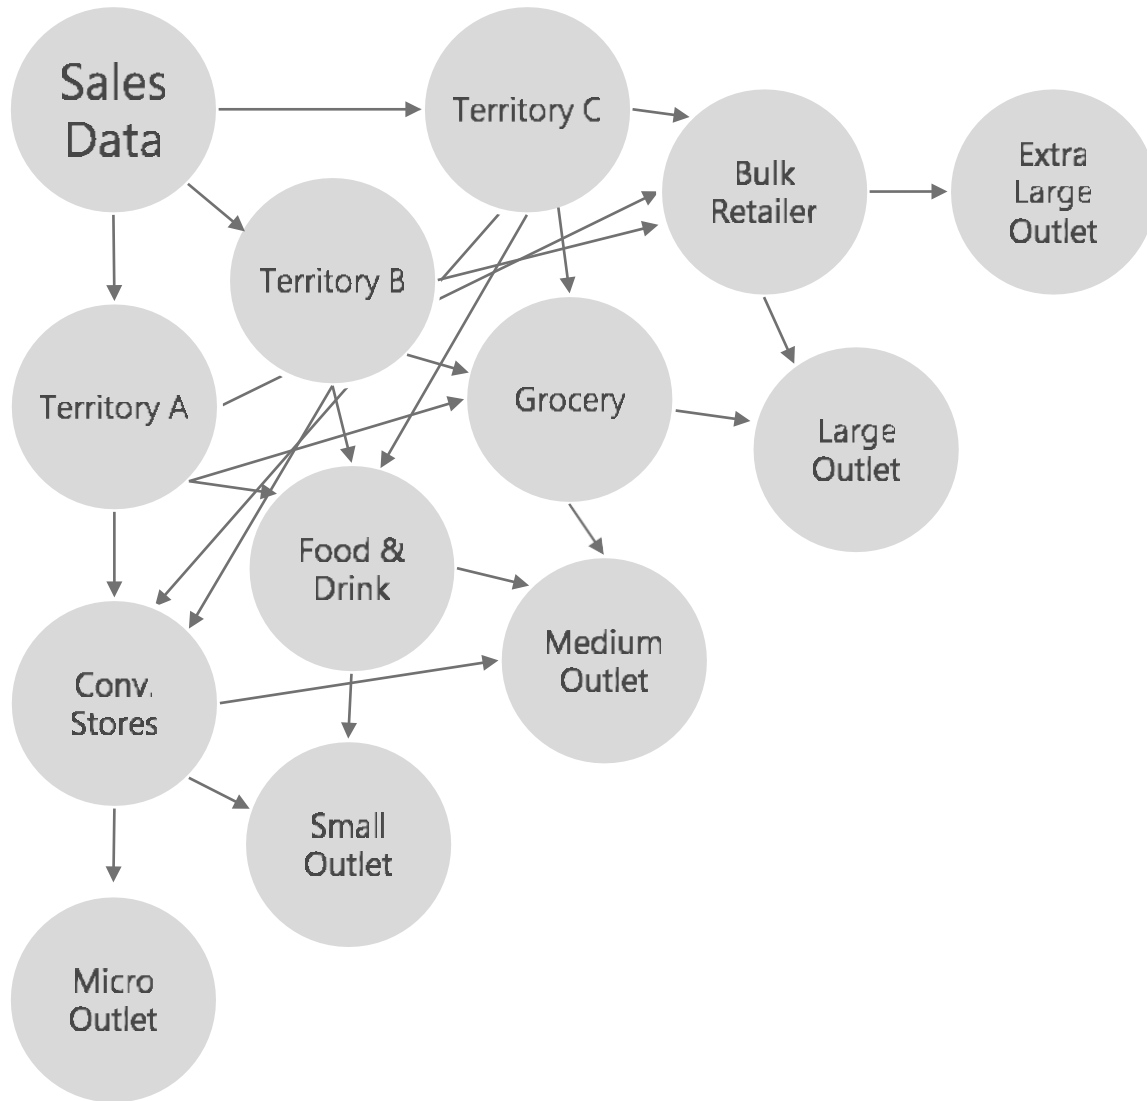 Sales
Data
Territory C
Bulk
Retailer
Extra
Large
Outlet
Territory B
Territory A
Grocery
Large
Outlet
Food &
Drink
Medium
Outlet
Conv.
Stores
Small
Outlet
Micro
Outlet